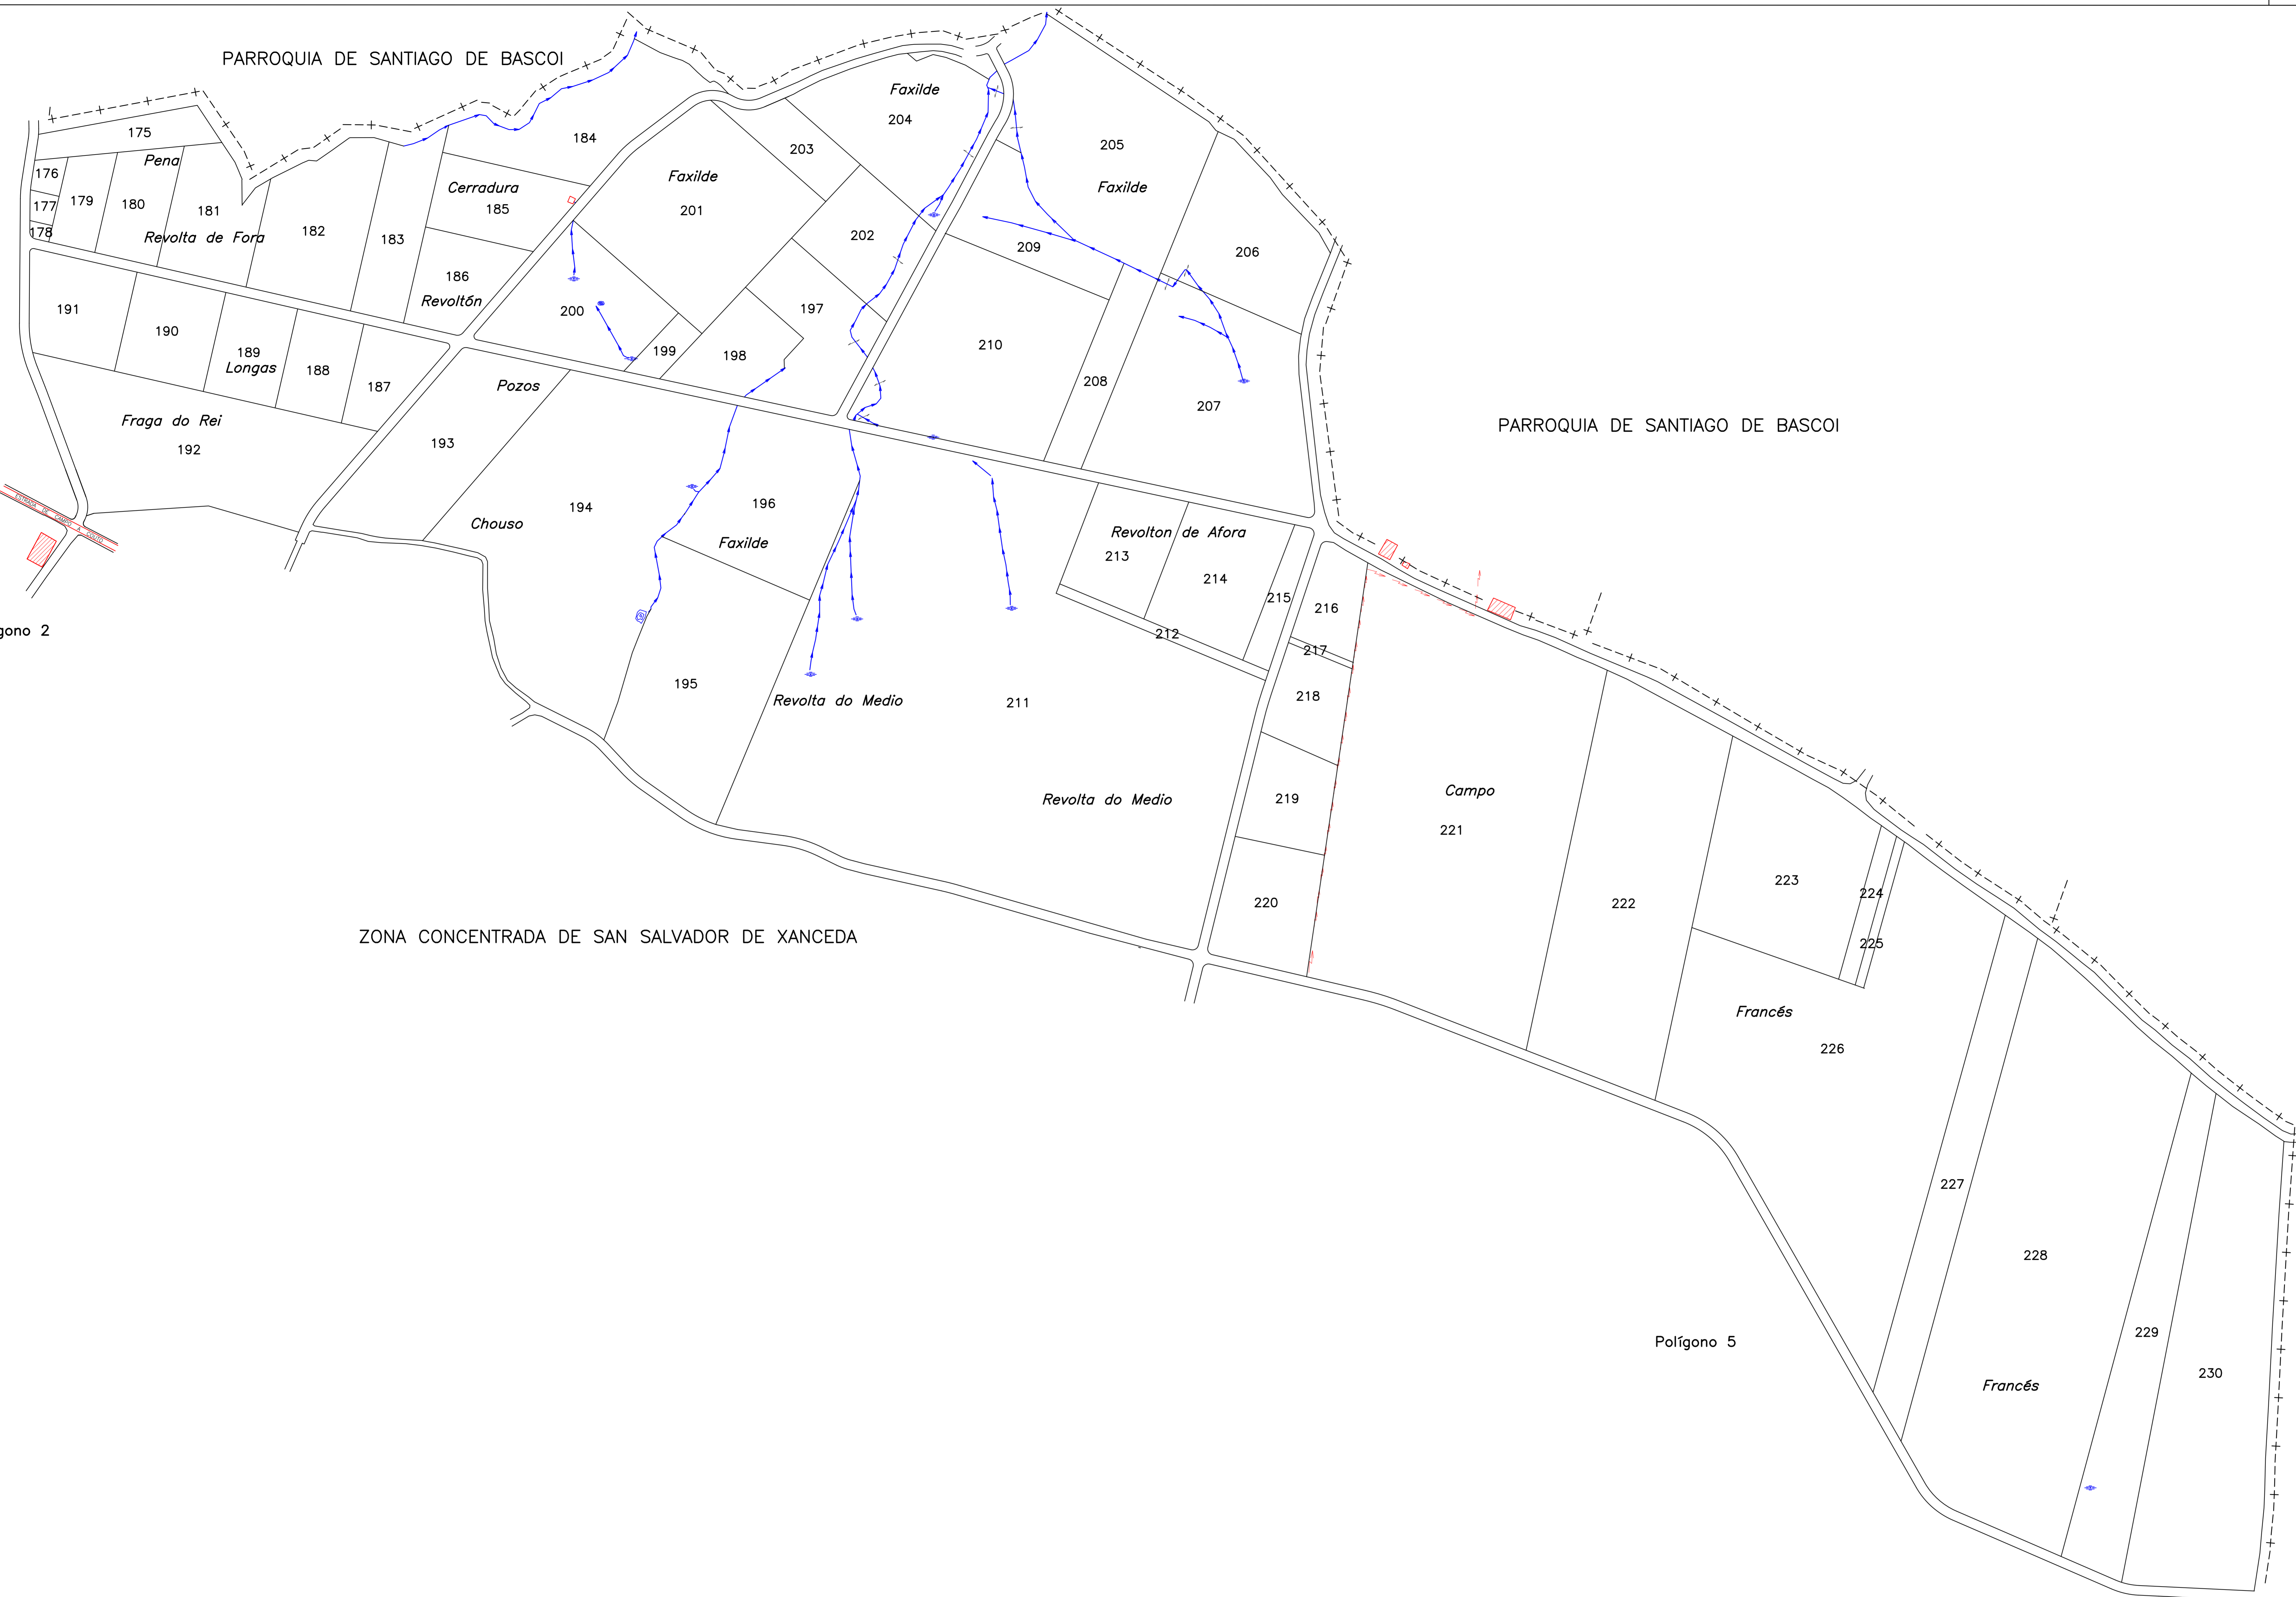 PARROQUIA DE SANTIAGO DE BASCOI
Faxilde
204
175
Pena
184
203
205
176
177
178
179
180
181
Revolta de Fora
182
183
Cerradura
185
186
Revoltón
Faxilde
201
202
Faxilde
209
206
191
190
189
Longas
188
187
200
199
198
197
210
208
207
Pozos
Fraga do Rei
192
193
PARROQUIA DE SANTIAGO DE BASCOI
Chouso
194
196
Faxilde
Revolton de Afora
213
214
215
216
212
217
218
gono 2
195
Revolta do Medio
211
Revolta do Medio
219
Campo
221
220
222
223
224
225
ZONA CONCENTRADA DE SAN SALVADOR DE XANCEDA
Francés
226
227
228
229
230
Polígono 5
Francés